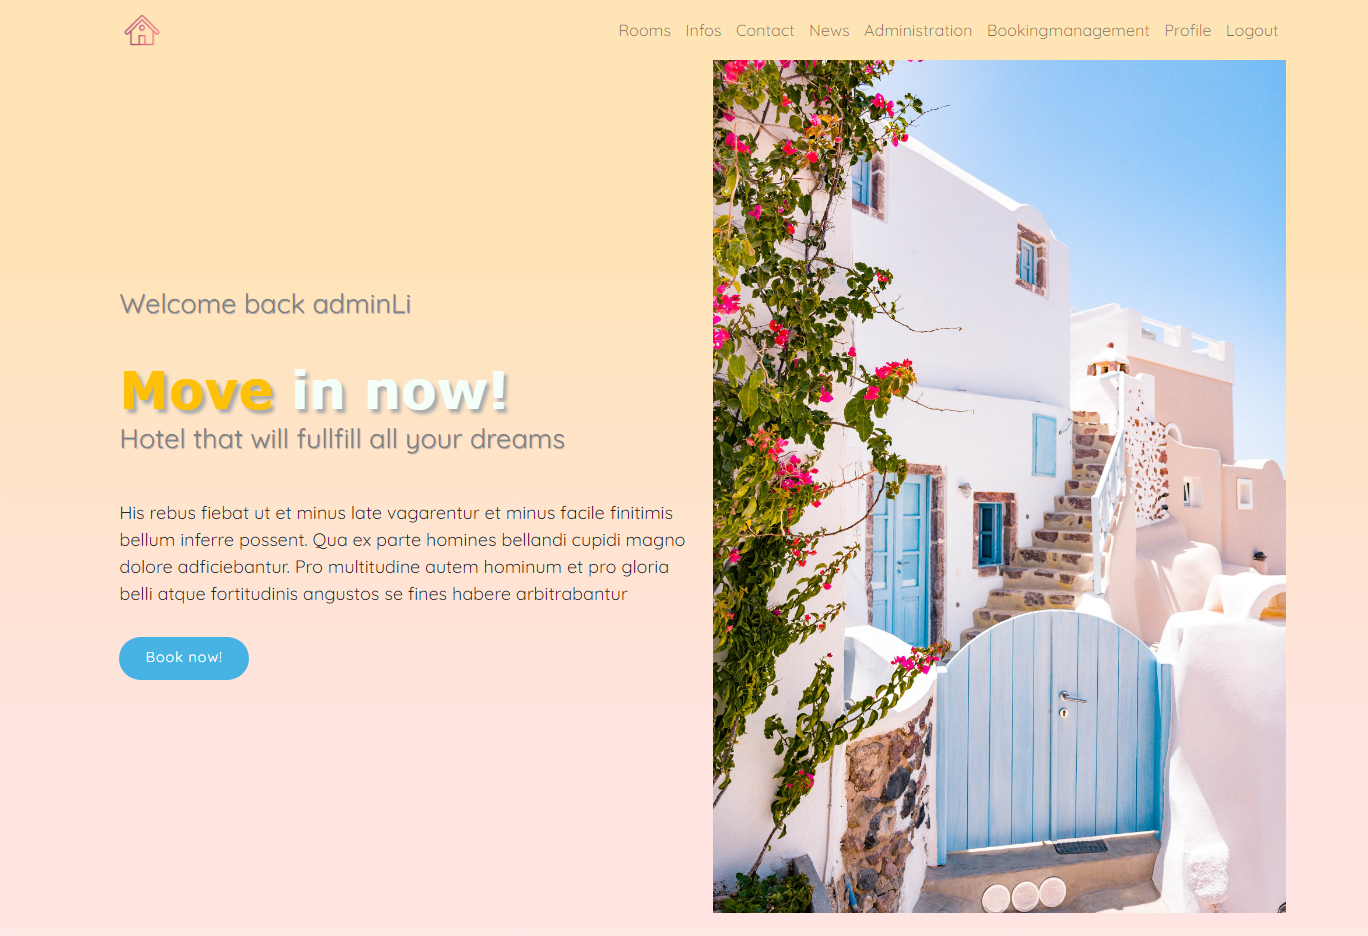 Rooms Infos Contact News Administration Bookingmanagement Profile Logout
Welcome back adminLi
Move in now!
Hotel that will fullfill all your dreams
His rebus fiebat ut et minus late vagarentur et minus facile finitimis
bellum inferre possent. Qua ex parte homines bellandi cupidi magno
dolore adficiebantur. Pro multitudine autem hominum et pro gloria
belli atque fortitudinis angustos se fines habere arbitrabantur
Book now!